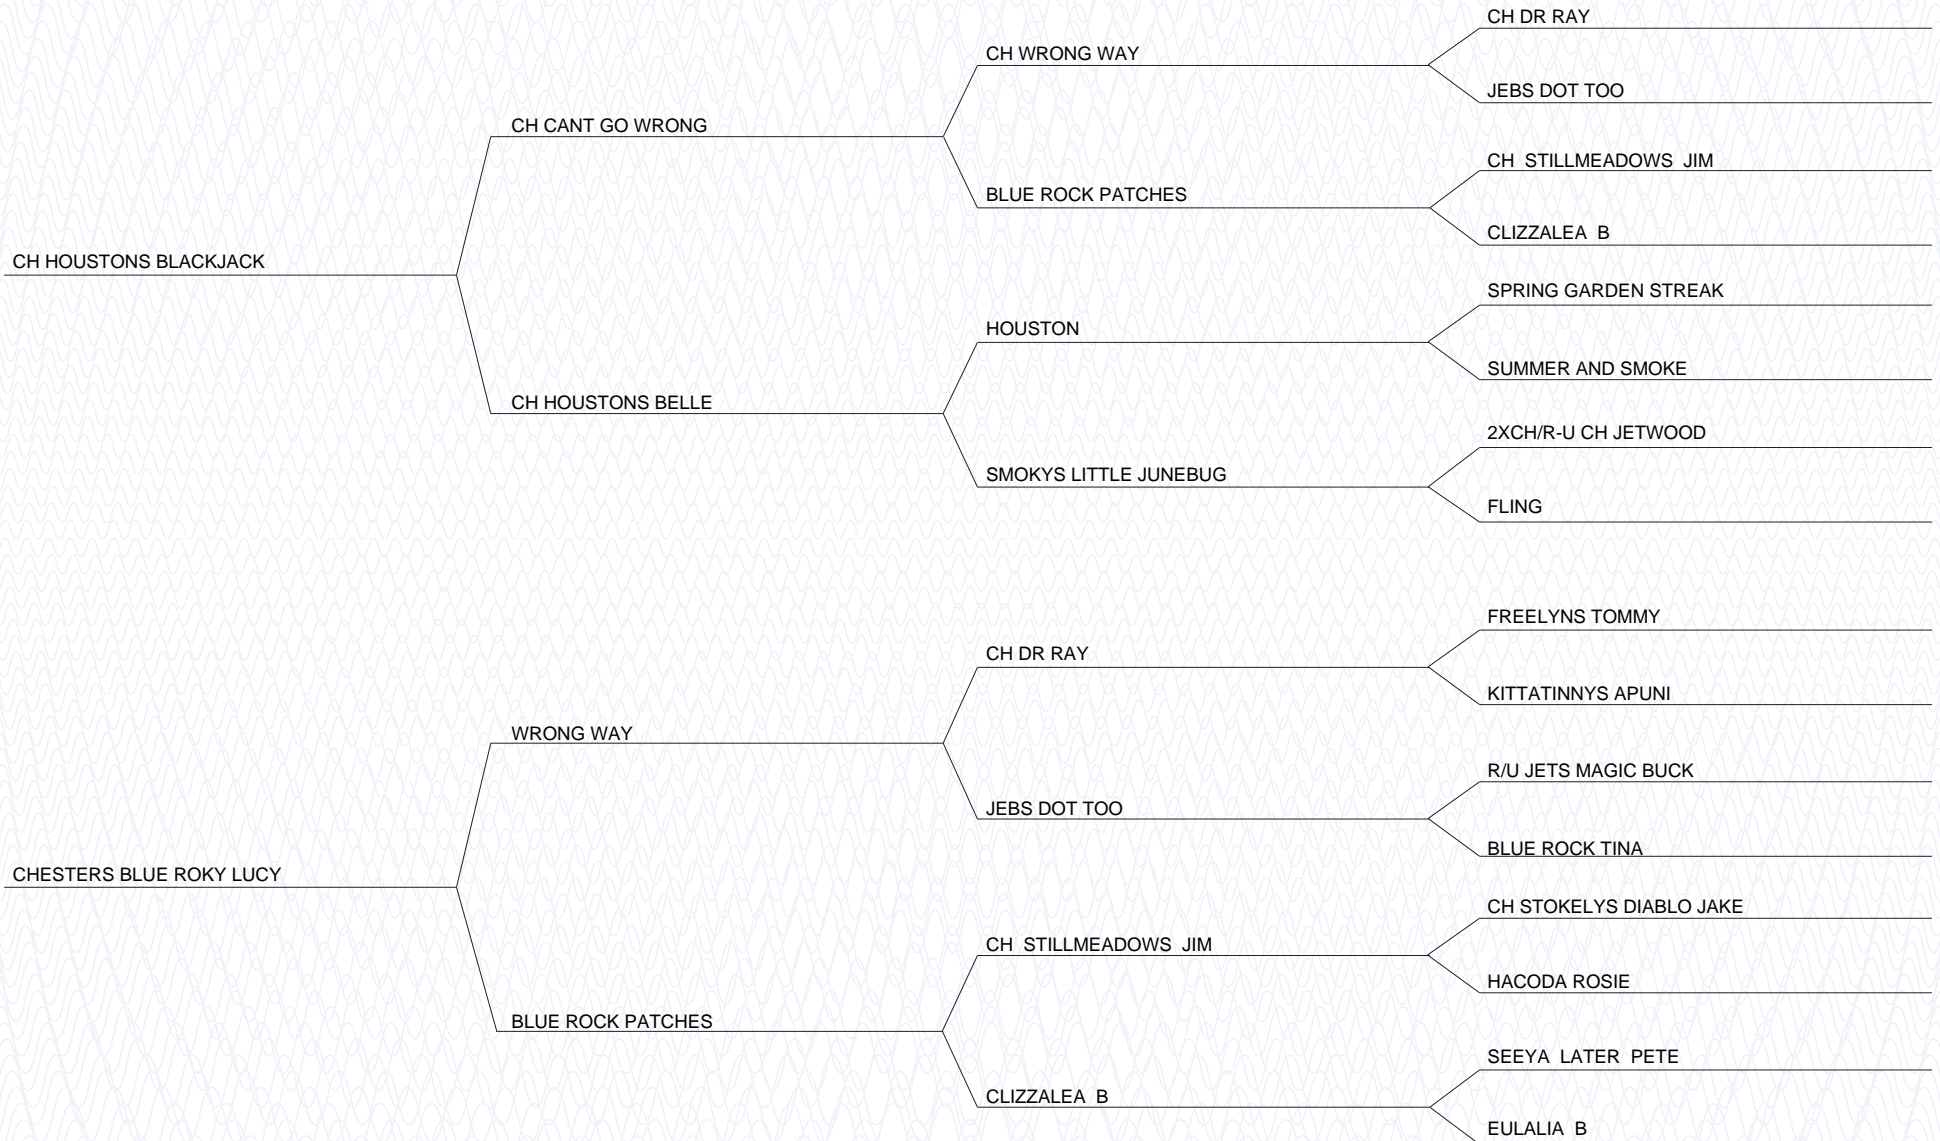 CH DR RAY
CH WRONG WAY
JEBS DOT TOO
CH CANT GO WRONG
CH  STILLMEADOWS  JIM
BLUE ROCK PATCHES
CLIZZALEA  B
CH HOUSTONS BLACKJACK
SPRING GARDEN STREAK
HOUSTON
SUMMER AND SMOKE
CH HOUSTONS BELLE
2XCH/R-U CH JETWOOD
SMOKYS LITTLE JUNEBUG
FLING
FREELYNS TOMMY
CH DR RAY
KITTATINNYS APUNI
WRONG WAY
R/U JETS MAGIC BUCK
JEBS DOT TOO
BLUE ROCK TINA
CHESTERS BLUE ROKY LUCY
CH STOKELYS DIABLO JAKE
CH  STILLMEADOWS  JIM
HACODA ROSIE
BLUE ROCK PATCHES
SEEYA  LATER  PETE
CLIZZALEA  B
EULALIA  B